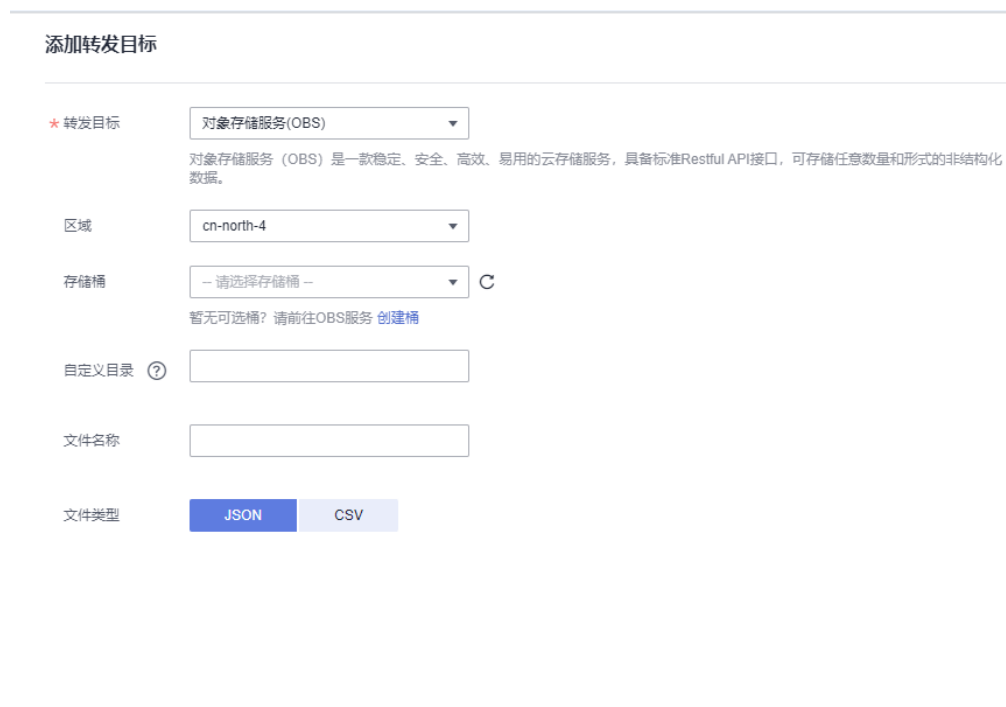 添加转发目标
* 转发目标 对象存储服务(OBS)
对象存储服务（OBS）是一款稳定、安全、高效、易用的云存储服务，具备标准Restful API接口，可存储任意数量和形式的非结构化
数据。
区域 cn-north-4
存储桶 -- 请选择存储桶 --
暂无可选桶？请前往OBS服务 创建桶
自定义目录 ?
文件名称
文件类型 JSON CSV